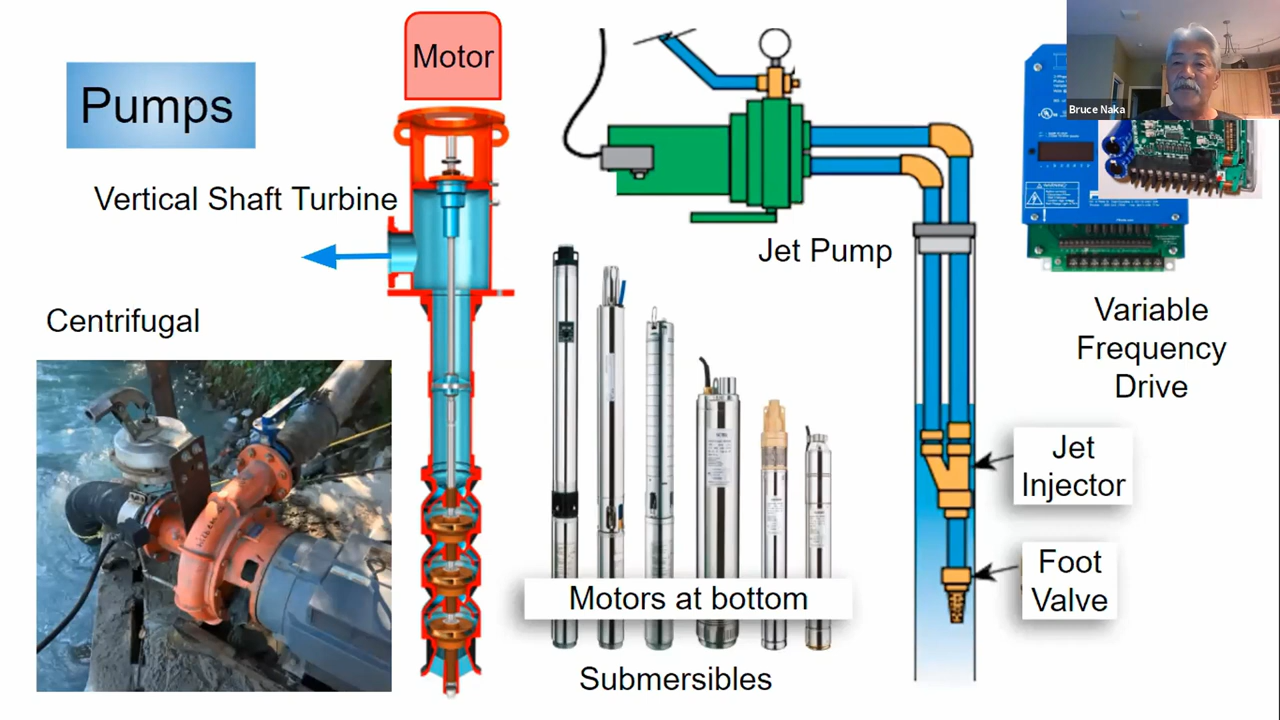 Pumps
Motor
Vertical Shaft Turbine
Centrifugal
Jet Pump
Motors at bottom
Submersibles
Bruce Naka
WARNING!
Variable
Frequency
Drive
Jet
Injector
Foot
Valve